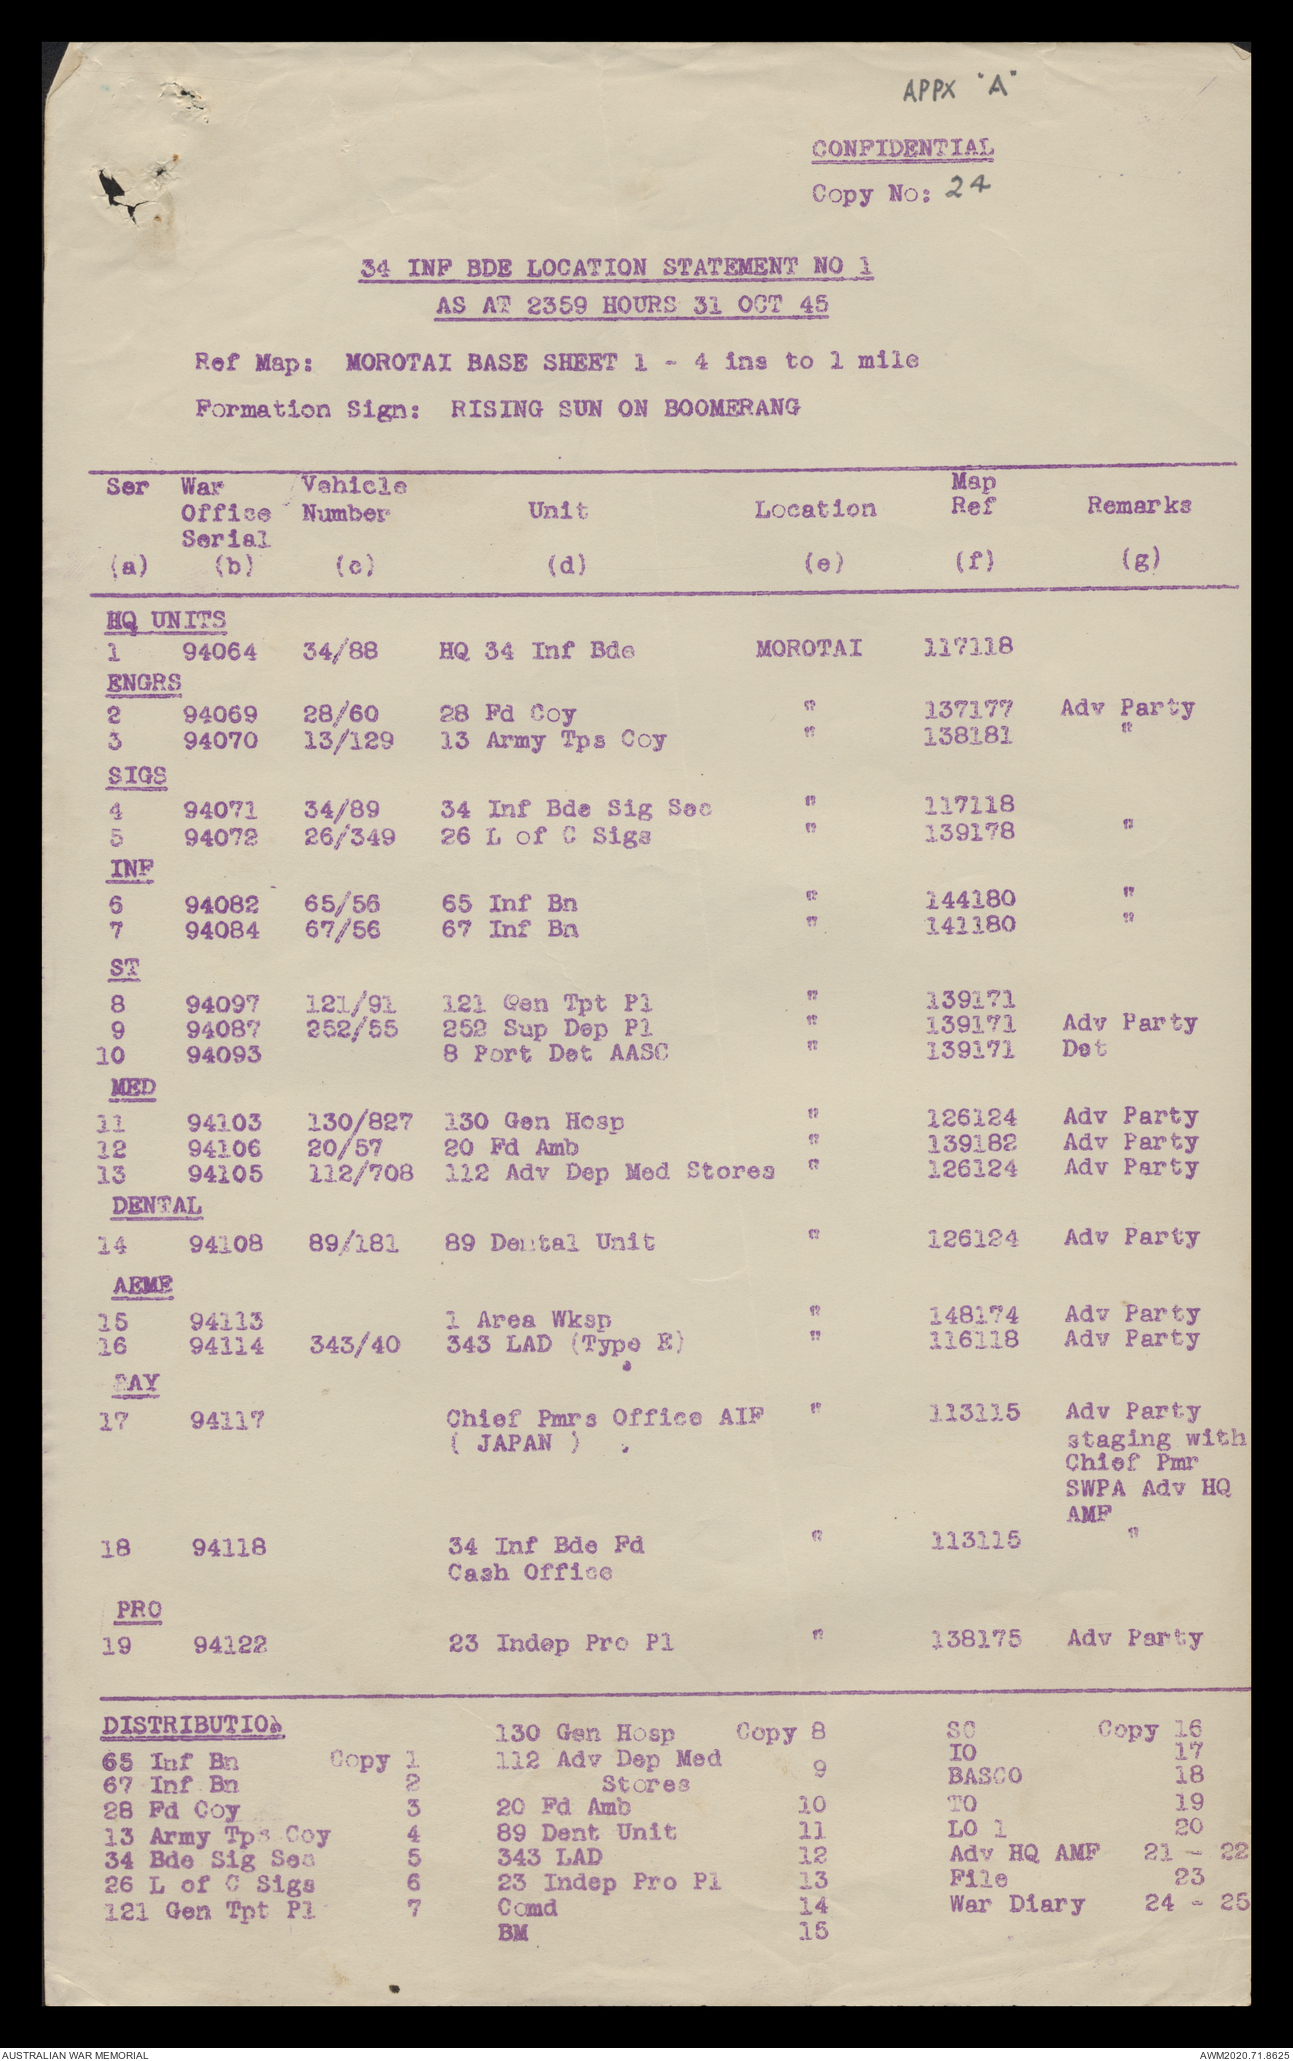 APPX "A"
CONFIDENTIAL
Copy No: 24
34 INF BDE LOCATION STATEMENT NO 1
AS AT 2359 HOURS 31 OCT 45
Ref Map: MOROTAI BASE SHEET 1 - 4 ins to 1 mile
Formation Sign: RISING SUN ON BOOMERANG
Ser War Office Serial Vehicle Number Unit Location Map Ref Remarks
(a) (b) (c) (d) (e) (f) (g)
HQ UNITS
1 94064 34/88 HQ 34 Inf Bde MOROTAI 117118
ENGRS
2 94069 28/60 28 Fd Coy " 137177 Adv Party
3 94070 13/129 13 Army Tps Coy " 138181 "
SIGS
4 94071 34/89 34 Inf Bde Sig Sec " 117118
5 94072 26/349 26 L of C Sigs " 139178 "
INF
6 94082 65/56 65 Inf Bn " 144180 "
7 94084 67/56 67 Inf Bn " 141180 "
ST
8 94097 121/91 121 Gen Tpt Pl " 139171
9 94087 252/55 252 Sup Dep Pl " 139171 Adv Party
10 94093 8 Port Det AASC " 139171 Det
MED
11 94103 130/827 130 Gen Hosp " 126124 Adv Party
12 94106 20/57 20 Fd Amb " 139182 Adv Party
13 94105 112/708 112 Adv Dep Med Stores " 126124 Adv Party
DENTAL
14 94108 89/181 89 Dental Unit " 126124 Adv Party
AEME
15 94113 1 Area Wksp " 148174 Adv Party
16 94114 343/40 343 LAD (Type E) " 116118 Adv Party
PAY
17 94117 Chief Pmrs Office AIF " 113115 Adv Party
( JAPAN ) staging with
Chief Pmr
SWPA Adv HQ
AMF
18 94118 34 Inf Bde Fd " 113115 "
Cash Office
PRO
19 94122 23 Indep Pro Pl " 138175 Adv Party
DISTRIBUTION
65 Inf Bn Copy 1
67 Inf Bn 2
28 Fd Coy 3
13 Army Tps Coy 4
34 Bde Sig Sec 5
26 L of C Sigs 6
121 Gen Tpt Pl 7
130 Gen Hosp Copy 8
112 Adv Dep Med
Stores 9
20 Fd Amb 10
89 Dent Unit 11
343 LAD 12
23 Indep Pro Pl 13
Comd 14
BM 15
SC Copy 16
IO 17
BASCO 18
TO 19
LO 1 20
Adv HQ AMF 21 - 22
File 23
War Diary 24 - 25
AUSTRALIAN WAR MEMORIAL
AWM2020.71.8625